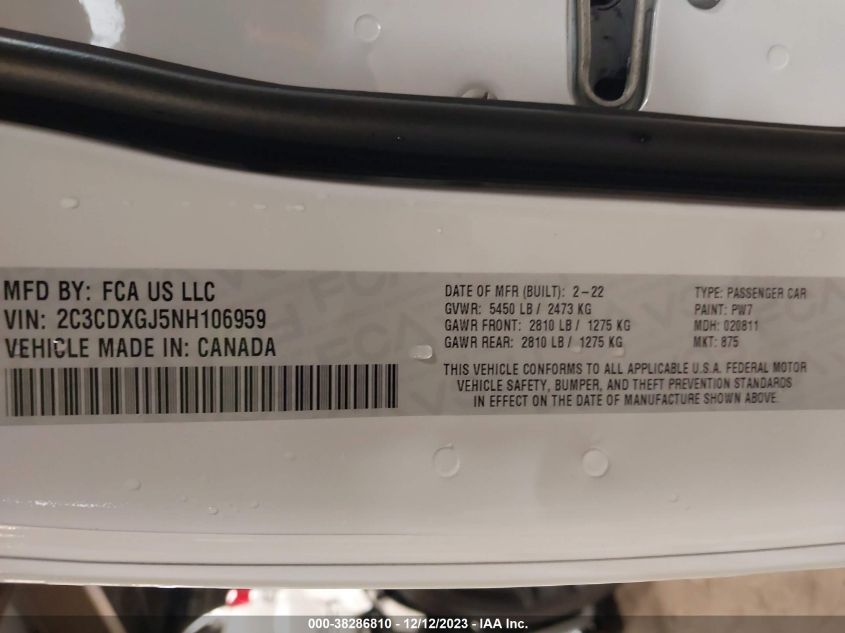 MFD BY: FCA US LLC
VIN: 2C3CDXGJ5NH106959
VEHICLE MADE IN: CANADA
DATE OF MFR (BUILT): 2-22
GVWR: 5450 LB / 2473 KG
GAWR FRONT: 2810 LB / 1275 KG
GAWR REAR: 2810 LB / 1275 KG
TYPE: PASSENGER CAR
PAINT: PW7
MDH: 020811
MKT: 875
THIS VEHICLE CONFORMS TO ALL APPLICABLE U.S.A. FEDERAL MOTOR
VEHICLE SAFETY, BUMPER, AND THEFT PREVENTION STANDARDS
IN EFFECT ON THE DATE OF MANUFACTURE SHOWN ABOVE.
000-38286810 - 12/12/2023 - IAA Inc.